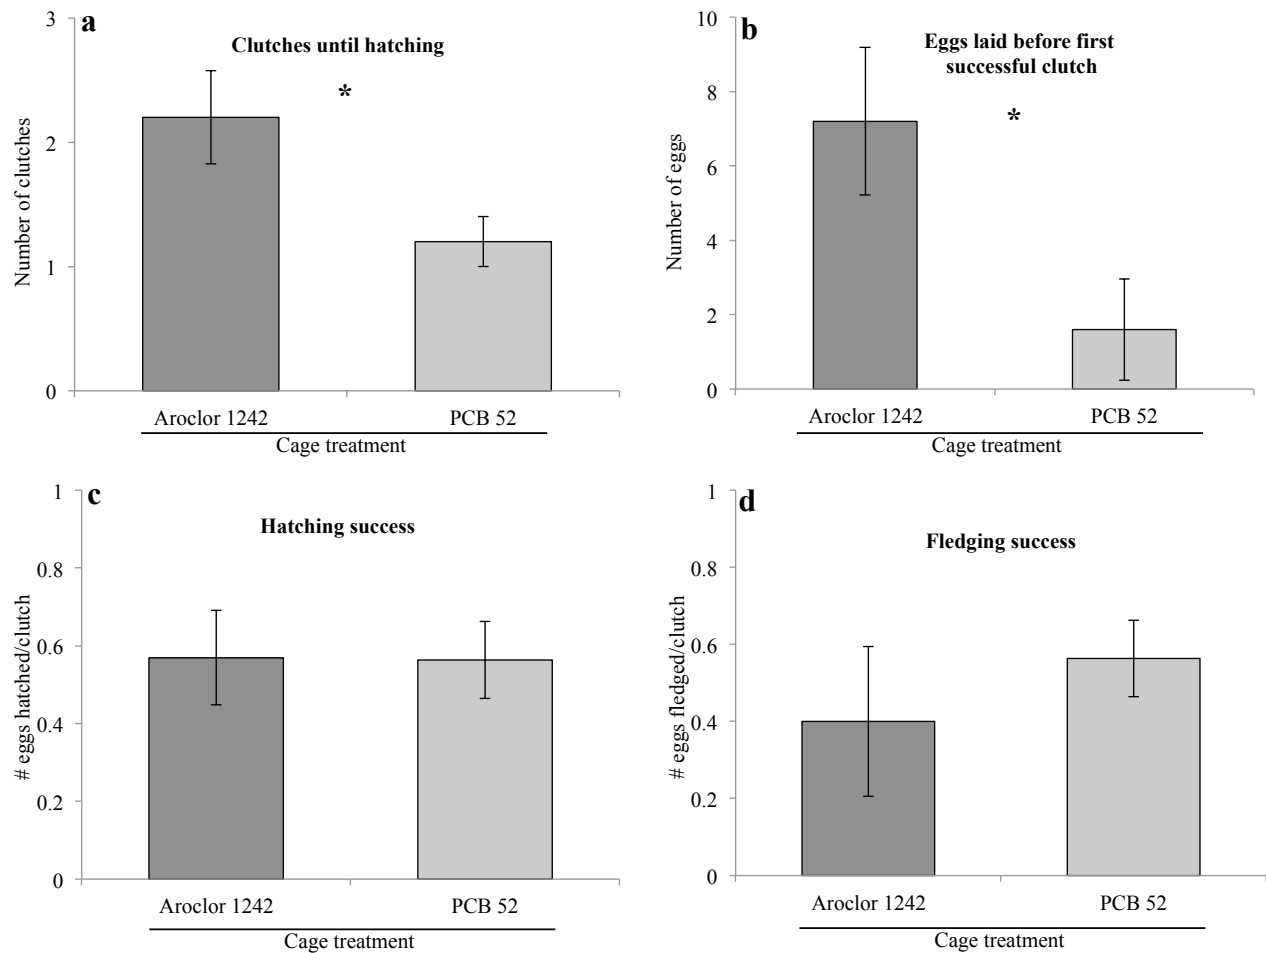 a
Clutches until hatching
*
Number of clutches
3
2
1
0
Aroclor 1242 PCB 52
Cage treatment
b
Eggs laid before first
successful clutch
*
Number of eggs
10
8
6
4
2
0
Aroclor 1242 PCB 52
Cage treatment
c
Hatching success
# eggs hatched/clutch
1
0.8
0.6
0.4
0.2
0
Aroclor 1242 PCB 52
Cage treatment
d
Fledging success
# eggs fledged/clutch
1
0.8
0.6
0.4
0.2
0
Aroclor 1242 PCB 52
Cage treatment